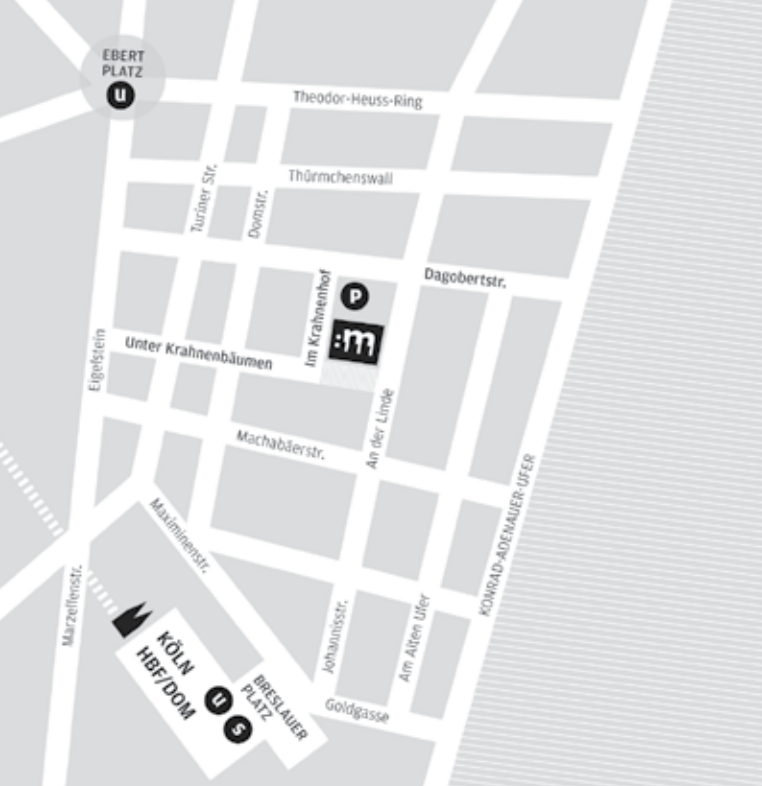 EBERT
PLATZ
U
Theodor-Heuss-Ring
Thürmchenswall
Turiner Str.
Domstr.
Dagobertstr.
Im Krahnenhof
P
:m
Unter Krahnenbäumen
Eigelstein
An der Linde
Machabäerstr.
KONRAD-ADENAUER-UFER
Maximinenstr.
Marzellenstr.
Johannisstr.
Am Alten Ufer
KÖLN
HBF/DOM
U
S
BRESLAUER
PLATZ
Goldgasse